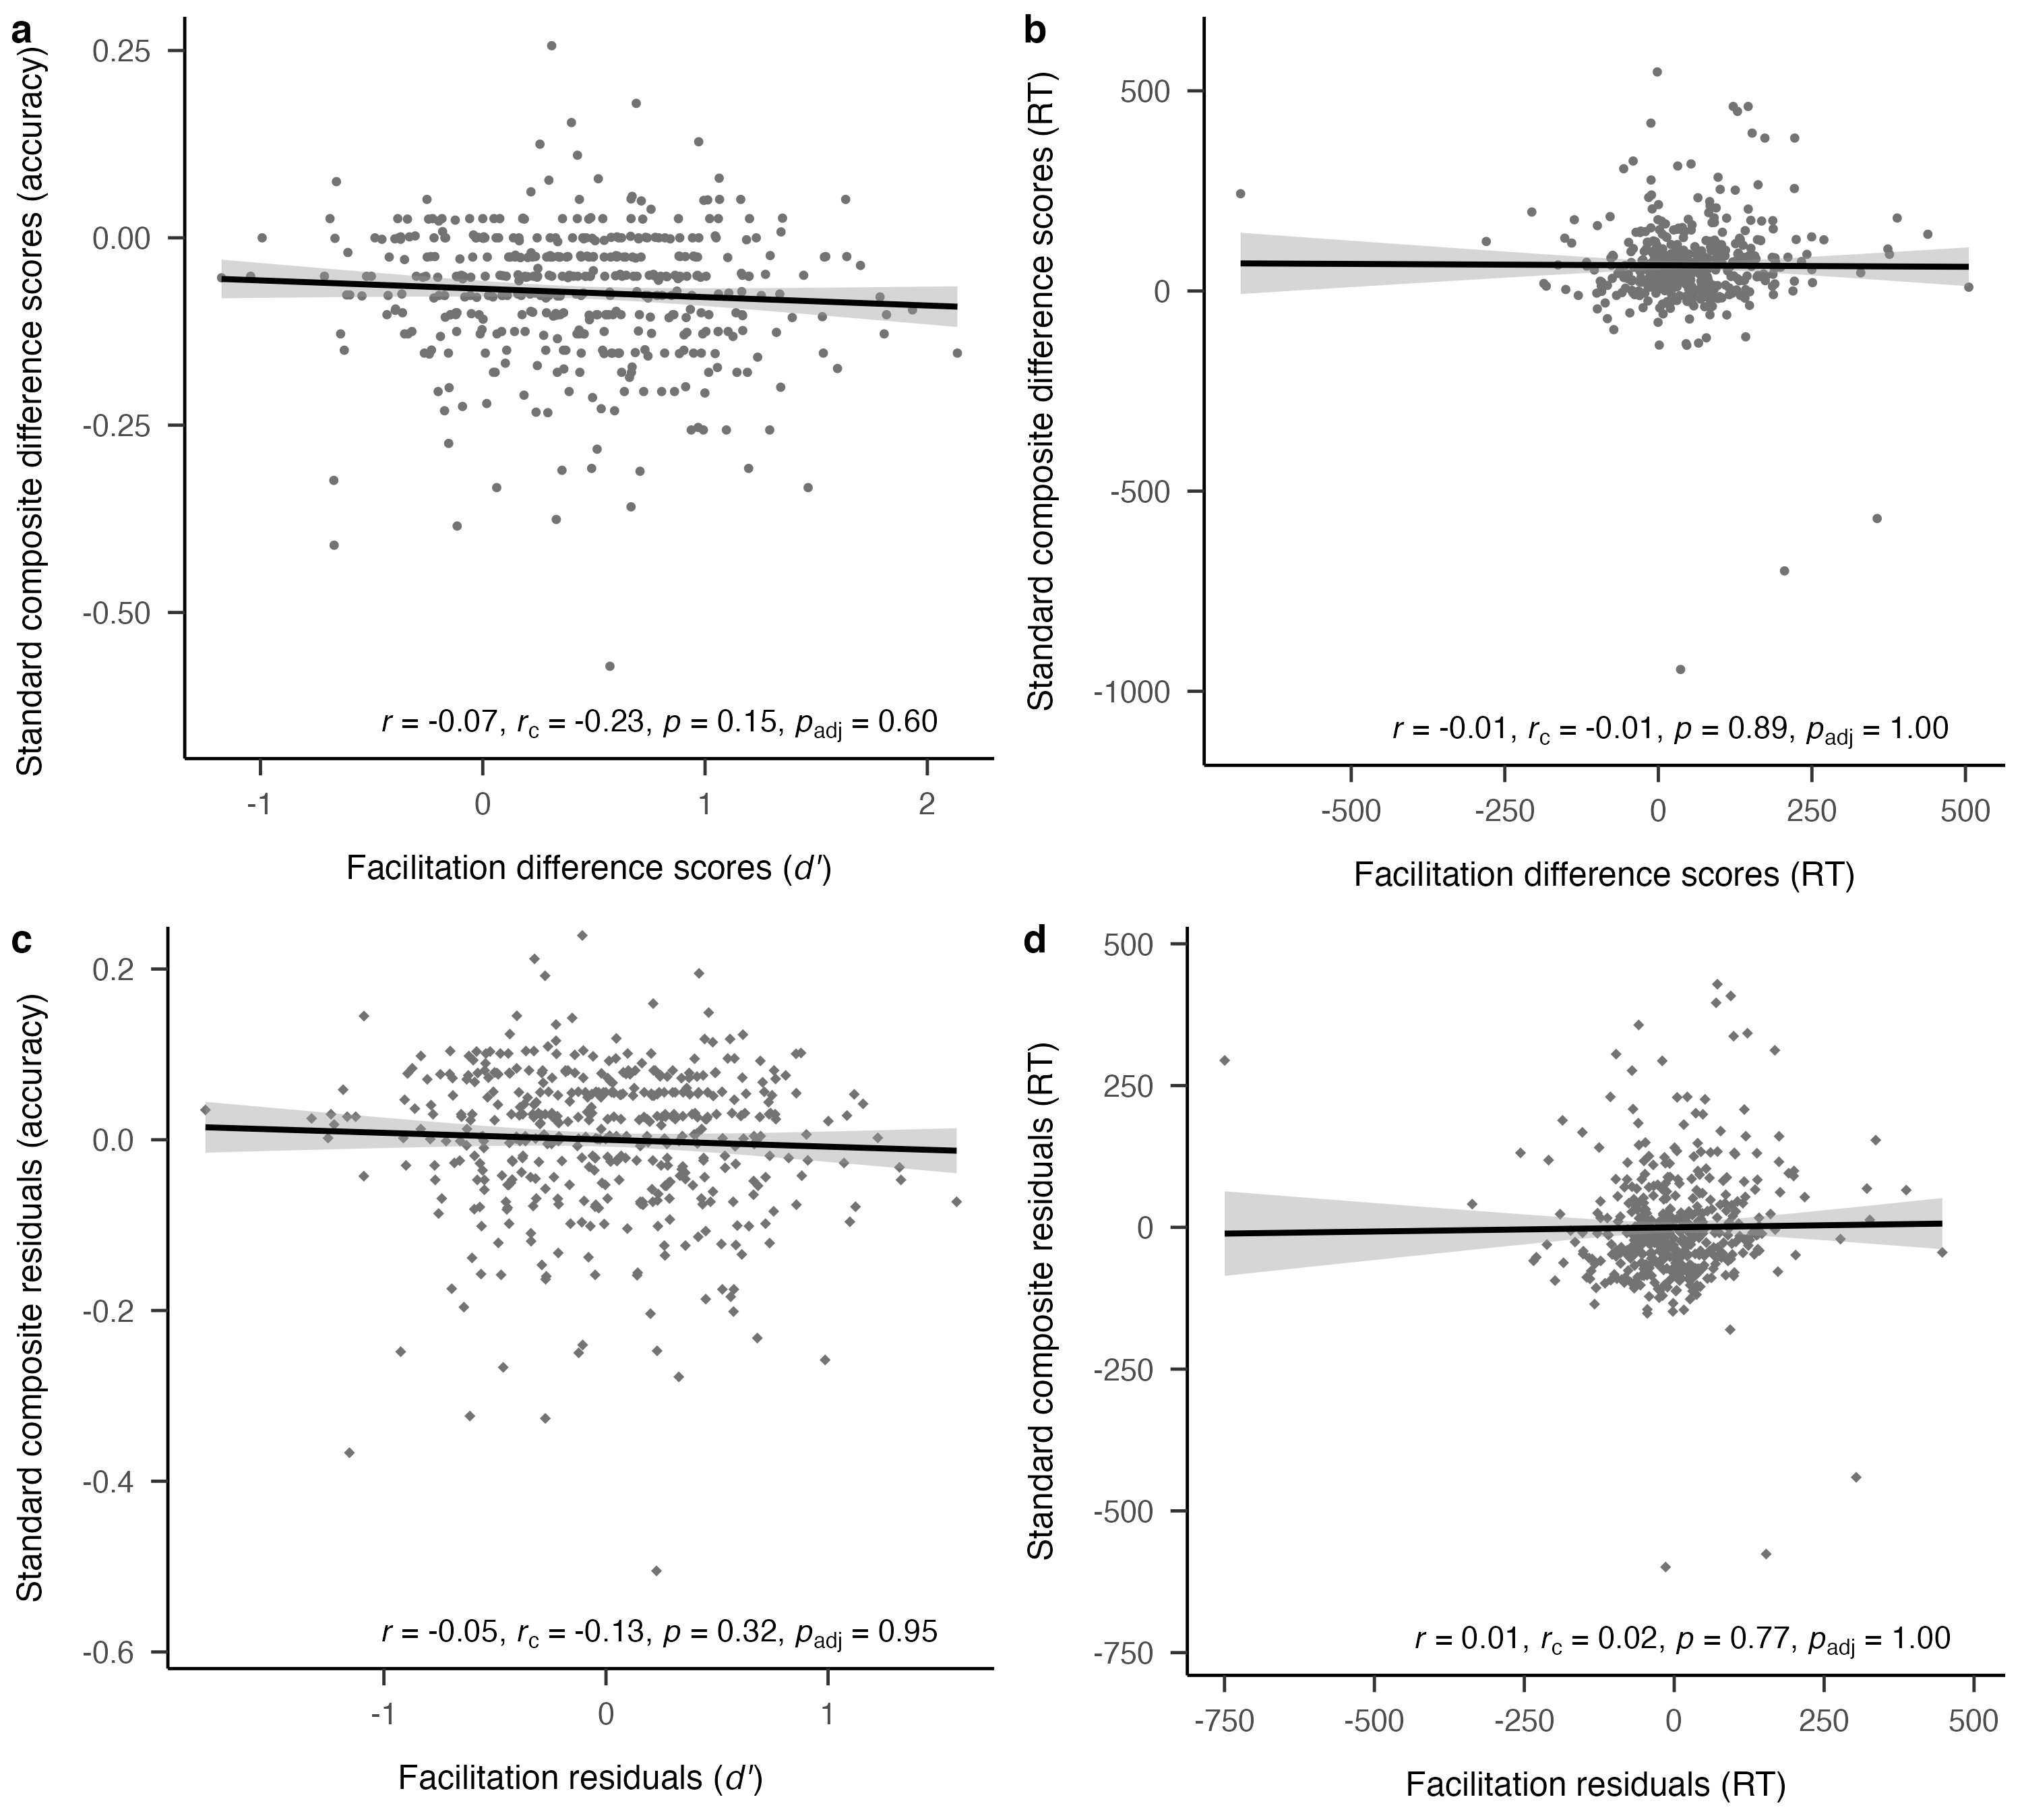 a
Standard composite difference scores (accuracy)
0.25
0.00
-0.25
-0.50
r = -0.07, rc = -0.23, p = 0.15, padj = 0.60
-1 0 1 2
Facilitation difference scores (d')
b
Standard composite difference scores (RT)
500
0
-500
-1000
r = -0.01, rc = -0.01, p = 0.89, padj = 1.00
-500 -250 0 250 500
Facilitation difference scores (RT)
c
Standard composite residuals (accuracy)
0.2
0.0
-0.2
-0.4
-0.6
r = -0.05, rc = -0.13, p = 0.32, padj = 0.95
-1 0 1
Facilitation residuals (d')
d
Standard composite residuals (RT)
500
250
0
-250
-500
-750
r = 0.01, rc = 0.02, p = 0.77, padj = 1.00
-750 -500 -250 0 250 500
Facilitation residuals (RT)